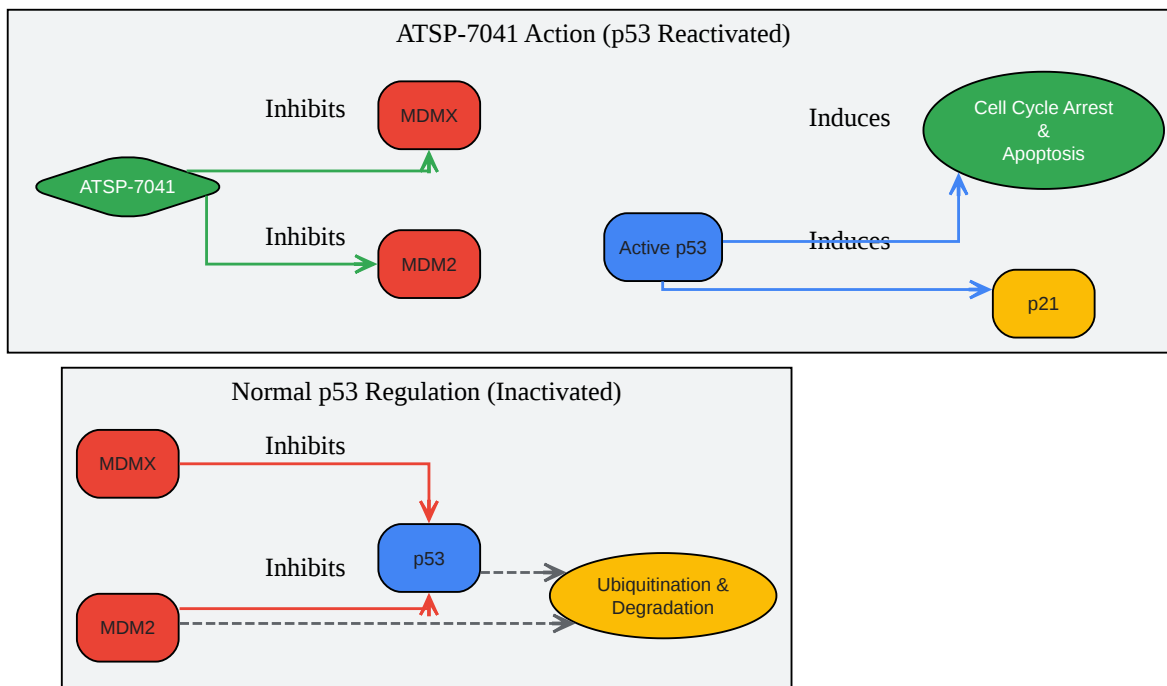 ATSP-7041 Action (p53 Reactivated)
Inhibits
MDMX
Induces
Cell Cycle Arrest
&
Apoptosis
ATSP-7041
Inhibits
MDM2
Active p53
Induces
p21
Normal p53 Regulation (Inactivated)
MDMX
Inhibits
p53
Inhibits
Ubiquitination &
Degradation
MDM2